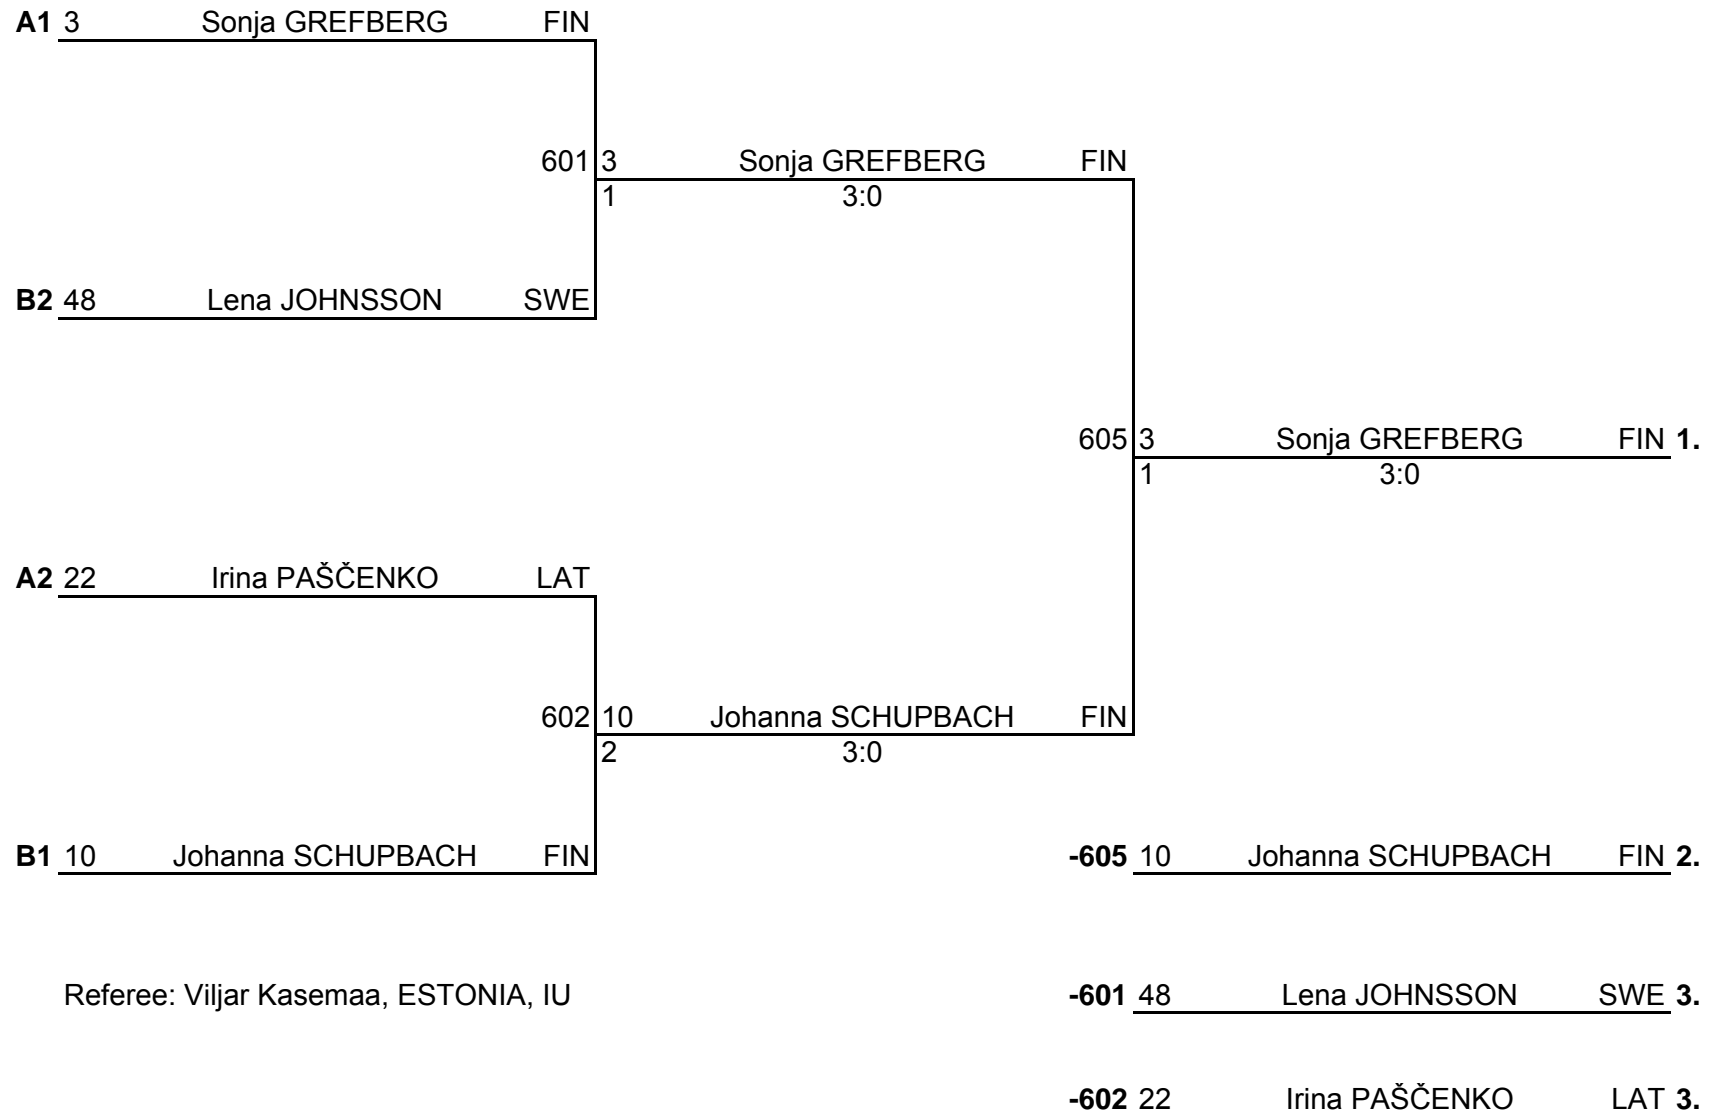 A1 3 Sonja GREFBERG FIN
601 3 Sonja GREFBERG FIN
1 3:0
B2 48 Lena JOHNSSON SWE
605 3 Sonja GREFBERG FIN 1.
1 3:0
A2 22 Irina PAŠČENKO LAT
602 10 Johanna SCHUPBACH FIN
2 3:0
B1 10 Johanna SCHUPBACH FIN
-605 10 Johanna SCHUPBACH FIN 2.
Referee: Viljar Kasemaa, ESTONIA, IU
-601 48 Lena JOHNSSON SWE 3.
-602 22 Irina PAŠČENKO LAT 3.